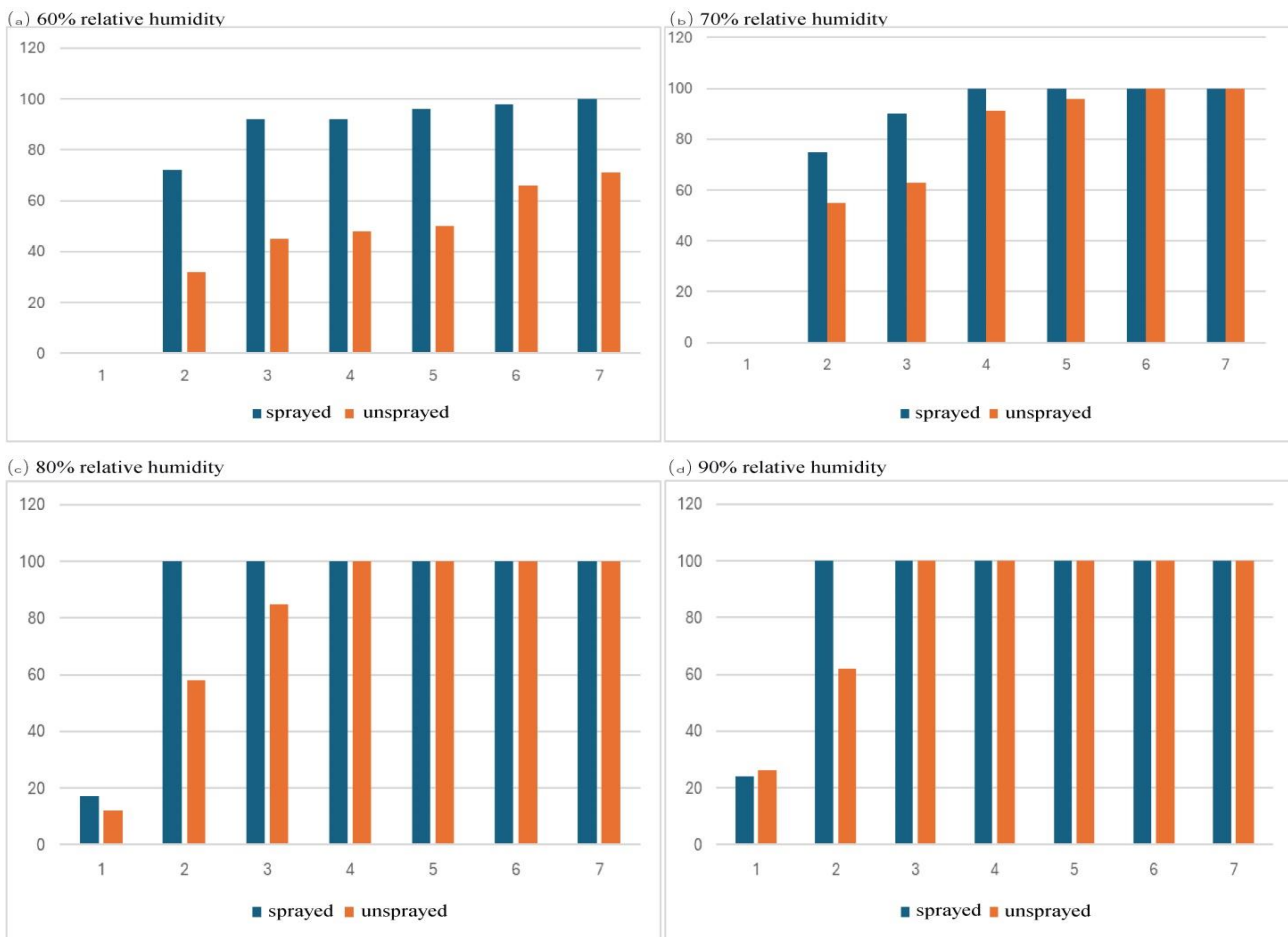 (a) 60% relative humidity
120
100
80
60
40
20
0
1 2 3 4 5 6 7
sprayed unsprayed
(b) 70% relative humidity
120
100
80
60
40
20
0
1 2 3 4 5 6 7
sprayed unsprayed
(c) 80% relative humidity
120
100
80
60
40
20
0
1 2 3 4 5 6 7
sprayed unsprayed
(d) 90% relative humidity
120
100
80
60
40
20
0
1 2 3 4 5 6 7
sprayed unsprayed